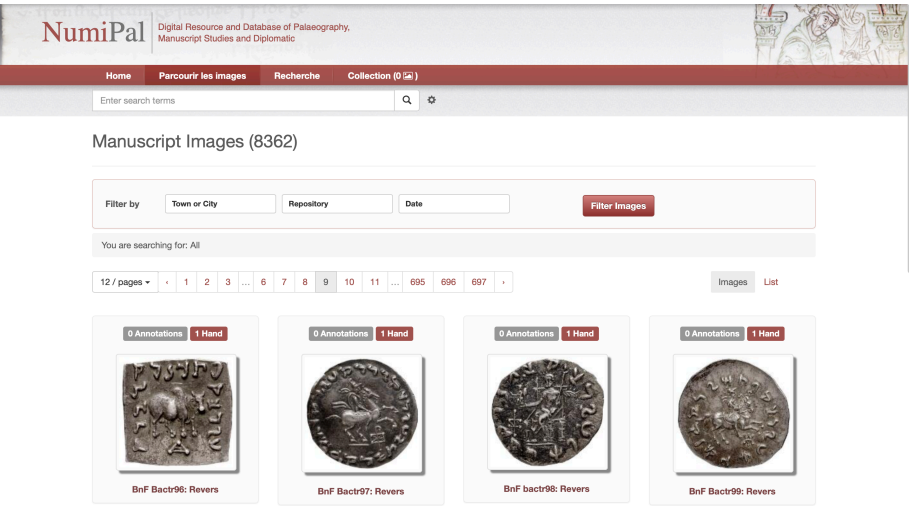 NumiPal
Digital Resource and Database of Palaeography,
Manuscript Studies and Diplomatic
Home Parcourir les images Recherche Collection (0 )
Enter search terms
Manuscript Images (8362)
Filter by Town or City Repository Date Filter Images
You are searching for: All
12 / pages ‹ 1 2 3 ... 6 7 8 9 10 11 ... 695 696 697 › Images List
0 Annotations 1 Hand 0 Annotations 1 Hand 0 Annotations 1 Hand 0 Annotations 1 Hand
BnF Bactr96: Revers BnF Bactr97: Revers BnF bactr98: Revers BnF Bactr99: Revers